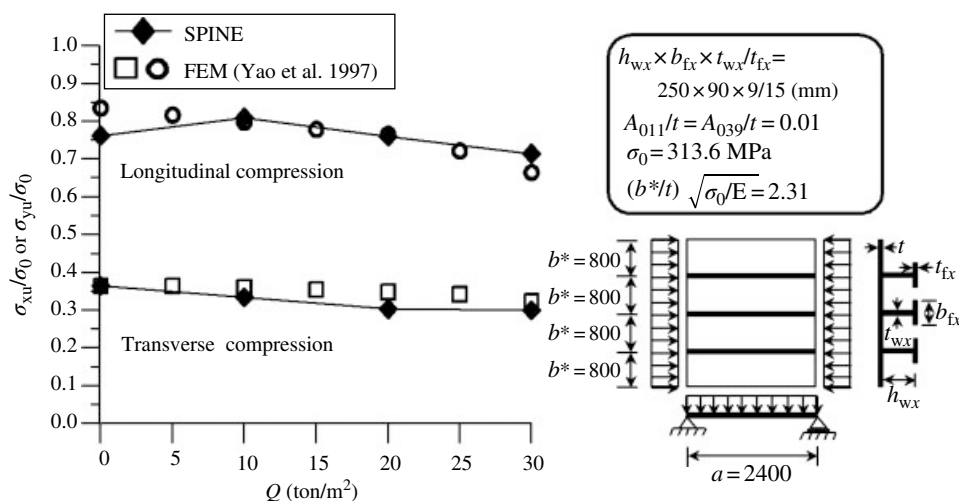 SPINE
FEM (Yao et al. 1997)
σxu/σ0 or σyu/σ0
1.0
0.9
0.8
0.7
0.6
0.5
0.4
0.3
0.2
0.1
0.0
Longitudinal compression
Transverse compression
0 5 10 15 20 25 30
Q (ton/m²)
hwx × bfx × twx/tfx=
250 × 90 × 9/15 (mm)
A011/t = A039/t = 0.01
σ0 = 313.6 MPa
(b*/t) √σ0/E = 2.31
b* = 800
b* = 800
b* = 800
b* = 800
t
tfx
bfx
twx
hwx
a = 2400